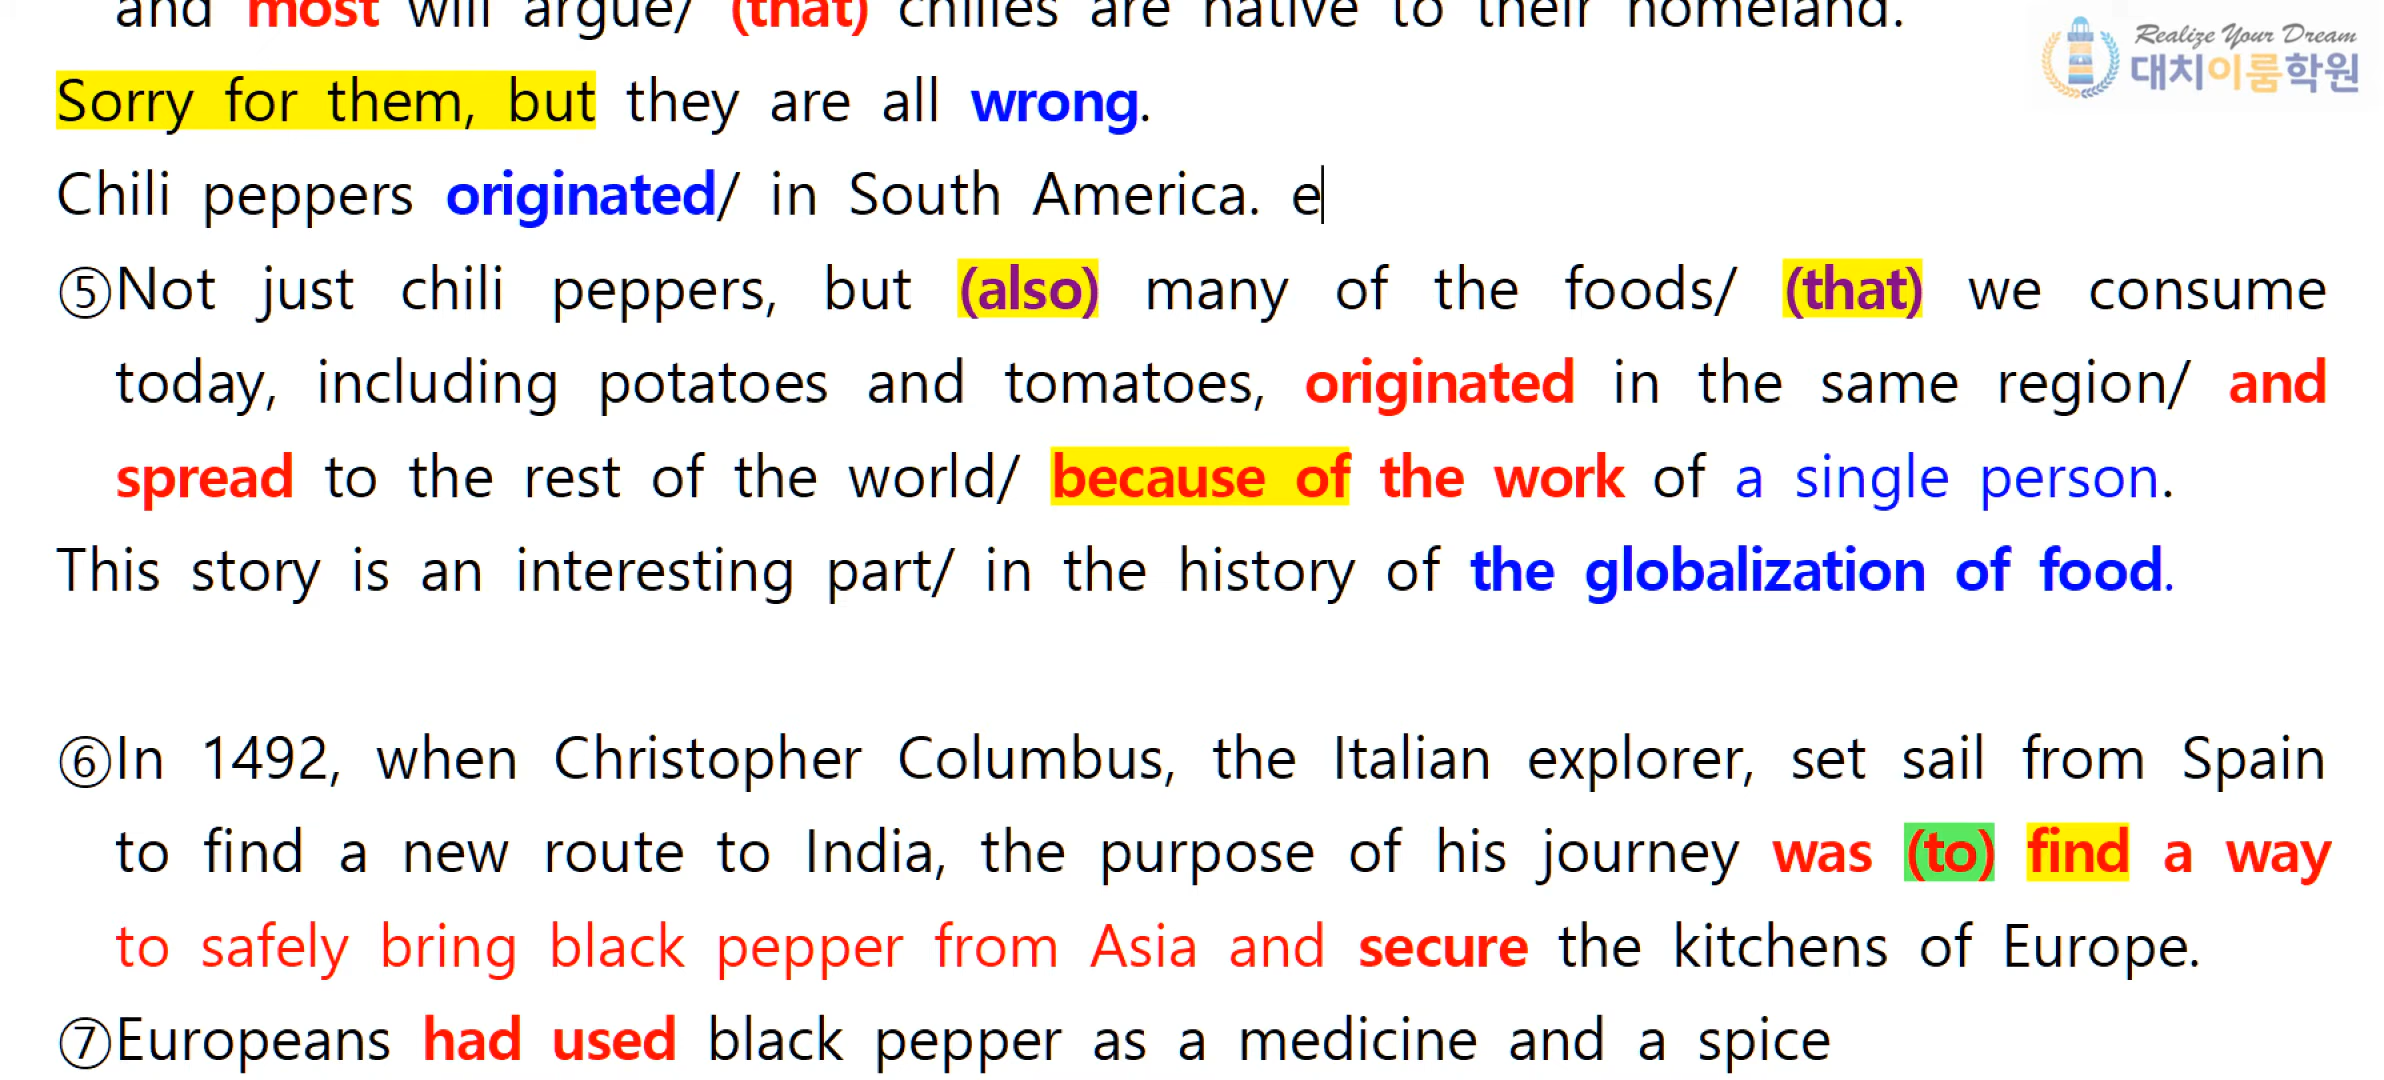 and most will argue/ (that) chilies are native to their homeland.
Realize Your Dream
대치이룸학원
Sorry for them, but they are all wrong.
Chili peppers originated/ in South America. e
⑤Not just chili peppers, but (also) many of the foods/ (that) we consume
today, including potatoes and tomatoes, originated in the same region/ and
spread to the rest of the world/ because of the work of a single person.
This story is an interesting part/ in the history of the globalization of food.
⑥In 1492, when Christopher Columbus, the Italian explorer, set sail from Spain
to find a new route to India, the purpose of his journey was (to) find a way
to safely bring black pepper from Asia and secure the kitchens of Europe.
⑦Europeans had used black pepper as a medicine and a spice